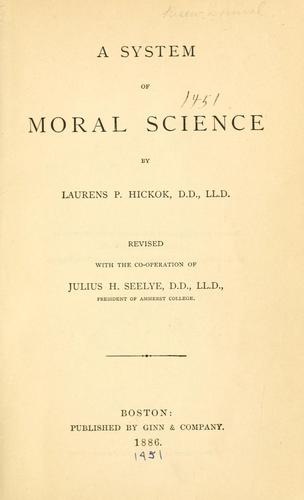 A SYSTEM
OF
1451
MORAL SCIENCE
BY
LAURENS P. HICKOK, D.D., LL.D.
REVISED
WITH THE CO-OPERATION OF
JULIUS H. SEELYE, D.D., LL.D.,
PRESIDENT OF AMHERST COLLEGE.
BOSTON:
PUBLISHED BY GINN & COMPANY.
1886.
1451